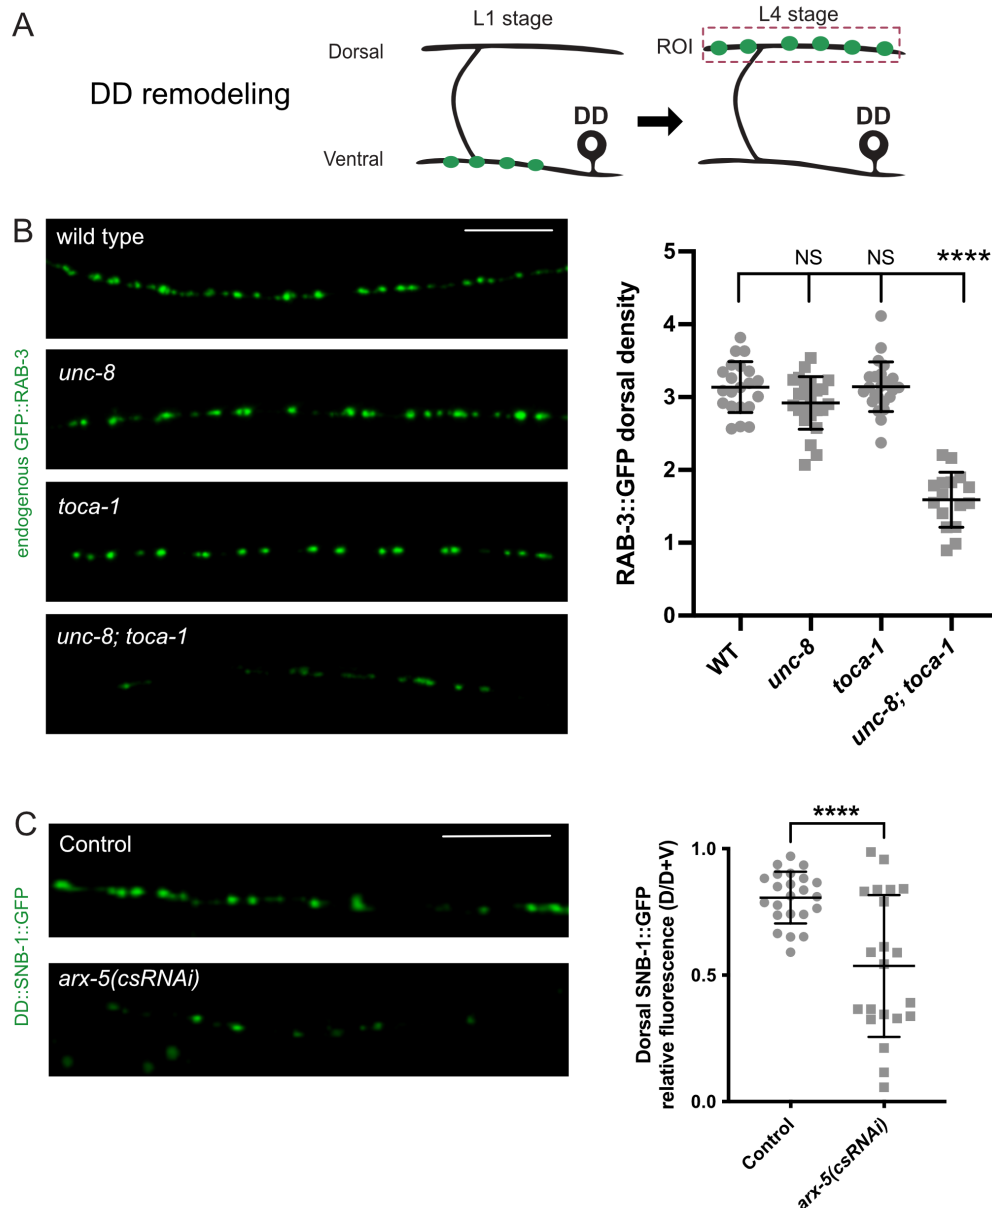 A
L1 stage
L4 stage
Dorsal
ROI
DD remodeling
DD
DD
Ventral
B
endogenous GFP::RAB-3
wild type
unc-8
toca-1
unc-8; toca-1
RAB-3::GFP dorsal density
5
4
3
2
1
0
NS
NS
****
WT
unc-8
toca-1
unc-8; toca-1
C
DD::SNB-1::GFP
Control
arx-5(csRNAi)
Dorsal SNB-1::GFP
relative fluorescence (D/D+V)
1.0
0.5
0.0
****
Control
arx-5(csRNAi)